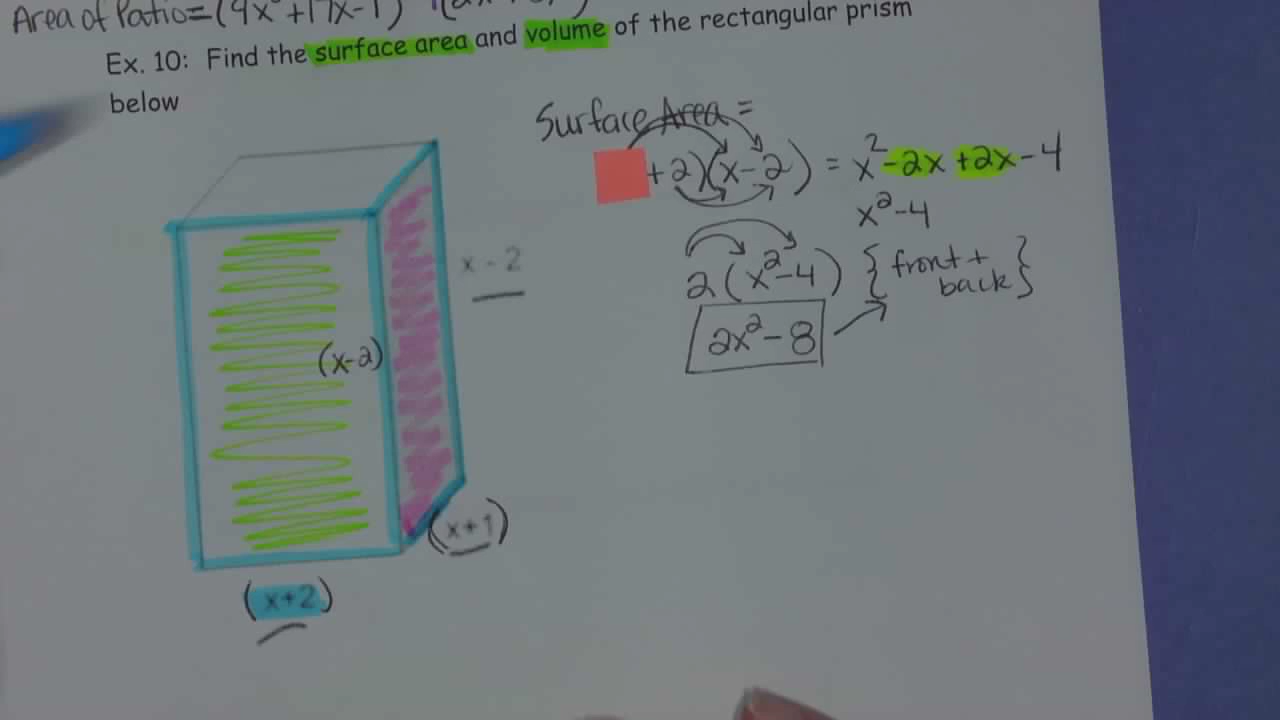 Area of Patio = (4x² + 17x - 1)
Ex. 10: Find the surface area and volume of the rectangular prism
below
Surface Area =
+2)(x-2) = x² -2x +2x -4
x²-4
x - 2
2(x²-4) {front + back}
2x² - 8
(x-2)
(x+1)
(x+2)